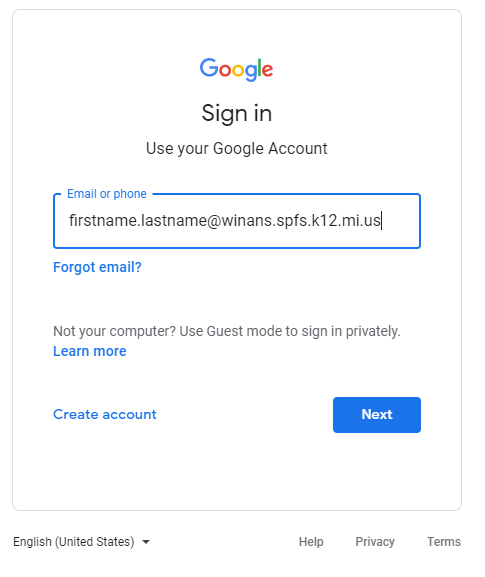 Google
Sign in
Use your Google Account
Email or phone
firstname.lastname@winans.spfs.k12.mi.us
Forgot email?
Not your computer? Use Guest mode to sign in privately.
Learn more
Create account
Next
English (United States)
Help
Privacy
Terms